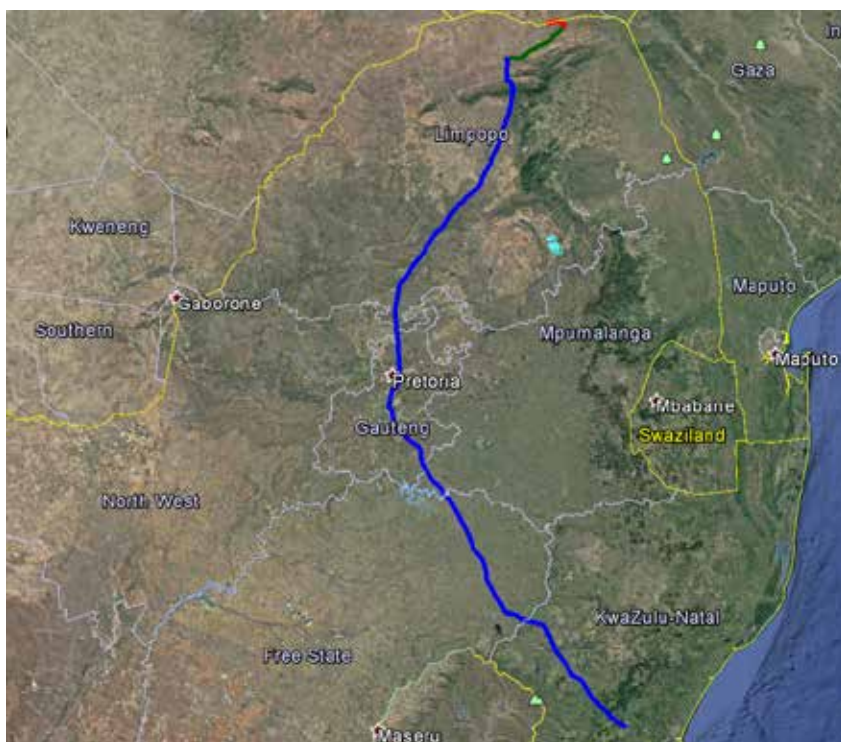 in
Gaza
Limpopo
Kweneng
Gaborone
Maputo
Southern
Mpumalanga
Maputo
Pretoria
Mbabane
Gauteng
Swaziland
North West
KwaZulu-Natal
Free State
Maseru